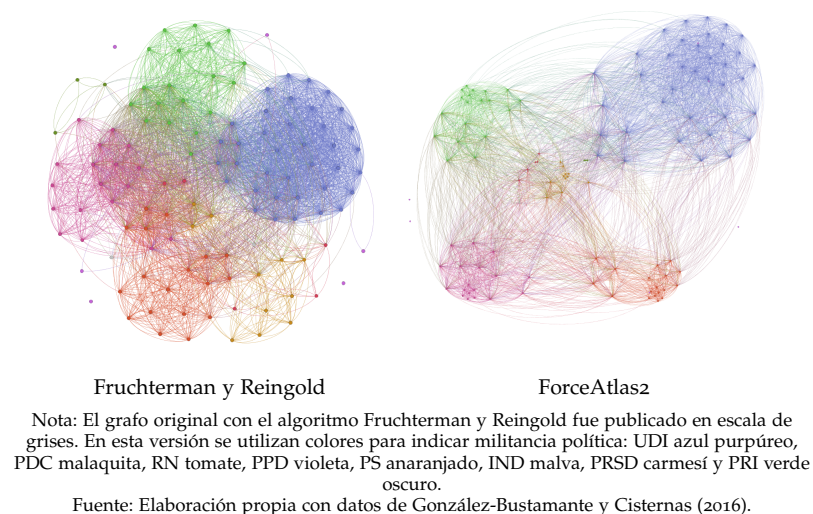 Fruchterman y Reingold
ForceAtlas2
Nota: El grafo original con el algoritmo Fruchterman y Reingold fue publicado en escala de
grises. En esta versión se utilizan colores para indicar militancia política: UDI azul purpúreo,
PDC malaquita, RN tomate, PPD violeta, PS anaranjado, IND malva, PRSD carmesí y PRI verde
oscuro.
Fuente: Elaboración propia con datos de González-Bustamante y Cisternas (2016).